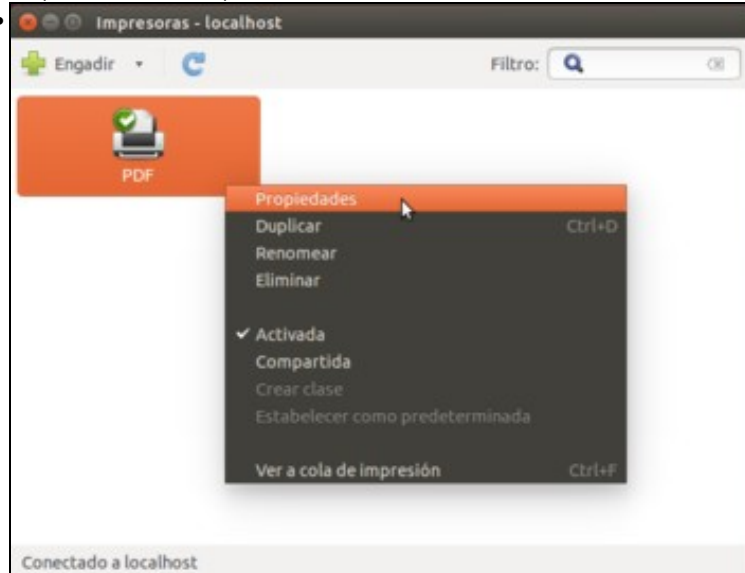 Impresoras - localhost
Engadir
Filtro:
PDF
Propiedades
Duplicar Ctrl+D
Renomear
Eliminar
Activada
Compartida
Crear clase
Estabelecer como predeterminada
Ver a cola de impresión Ctrl+F
Conectado a localhost